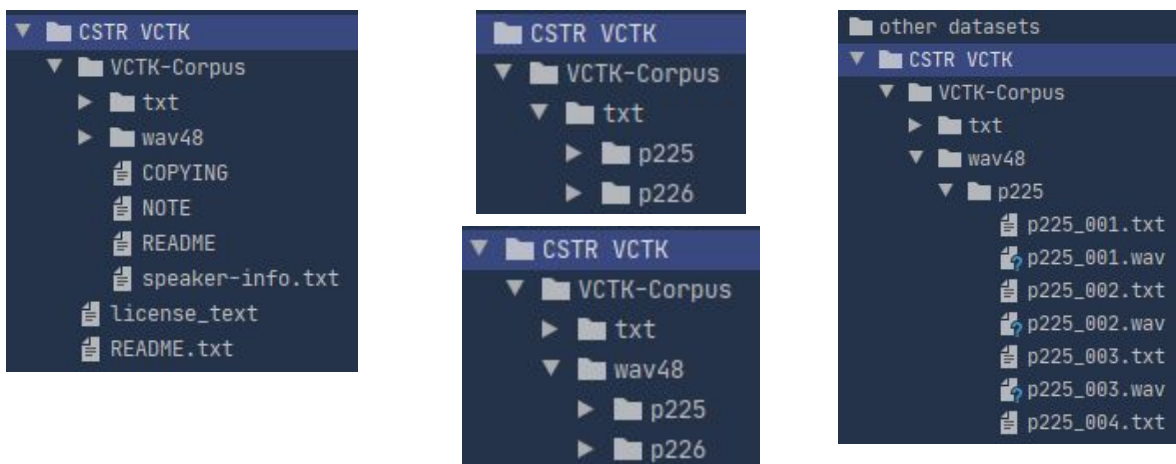 CSTR VCTK
VCTK-Corpus
txt
wav48
COPYING
NOTE
README
speaker-info.txt
license_text
README.txt
CSTR VCTK
VCTK-Corpus
txt
p225
p226
CSTR VCTK
VCTK-Corpus
txt
wav48
p225
p226
other datasets
CSTR VCTK
VCTK-Corpus
txt
wav48
p225
p225_001.txt
p225_001.wav
p225_002.txt
p225_002.wav
p225_003.txt
p225_003.wav
p225_004.txt